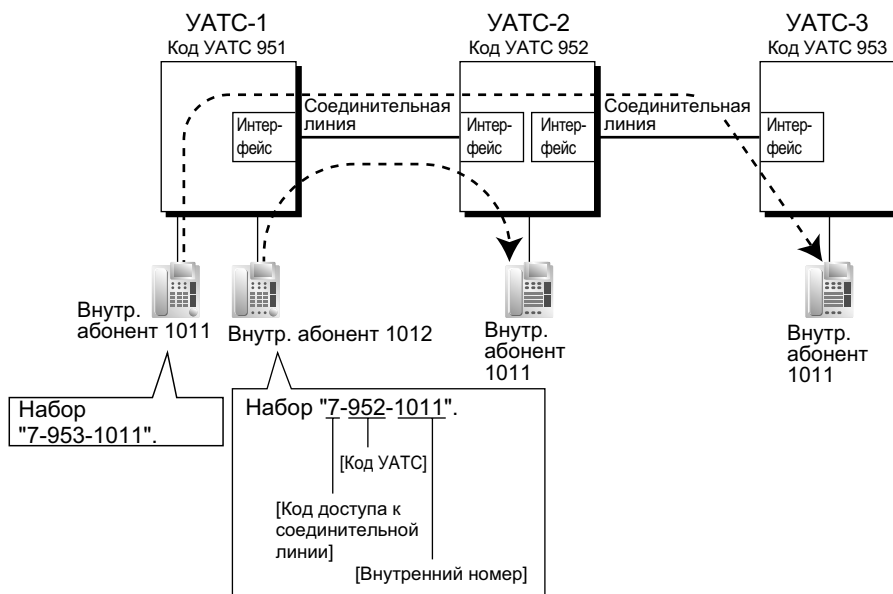 УАТС-1
Код УАТС 951
УАТС-2
Код УАТС 952
УАТС-3
Код УАТС 953
Соединительная
линия
Соединительная
линия
Интер-
фейс
Интер-
фейс
Интер-
фейс
Интер-
фейс
Внутр.
абонент 1011
Внутр. абонент 1012
Внутр.
абонент
1011
Внутр.
абонент
1011
Набор
"7-953-1011".
Набор "7-952-1011".
[Код УАТС]
[Код доступа к
соединительной
линии]
[Внутренний номер]